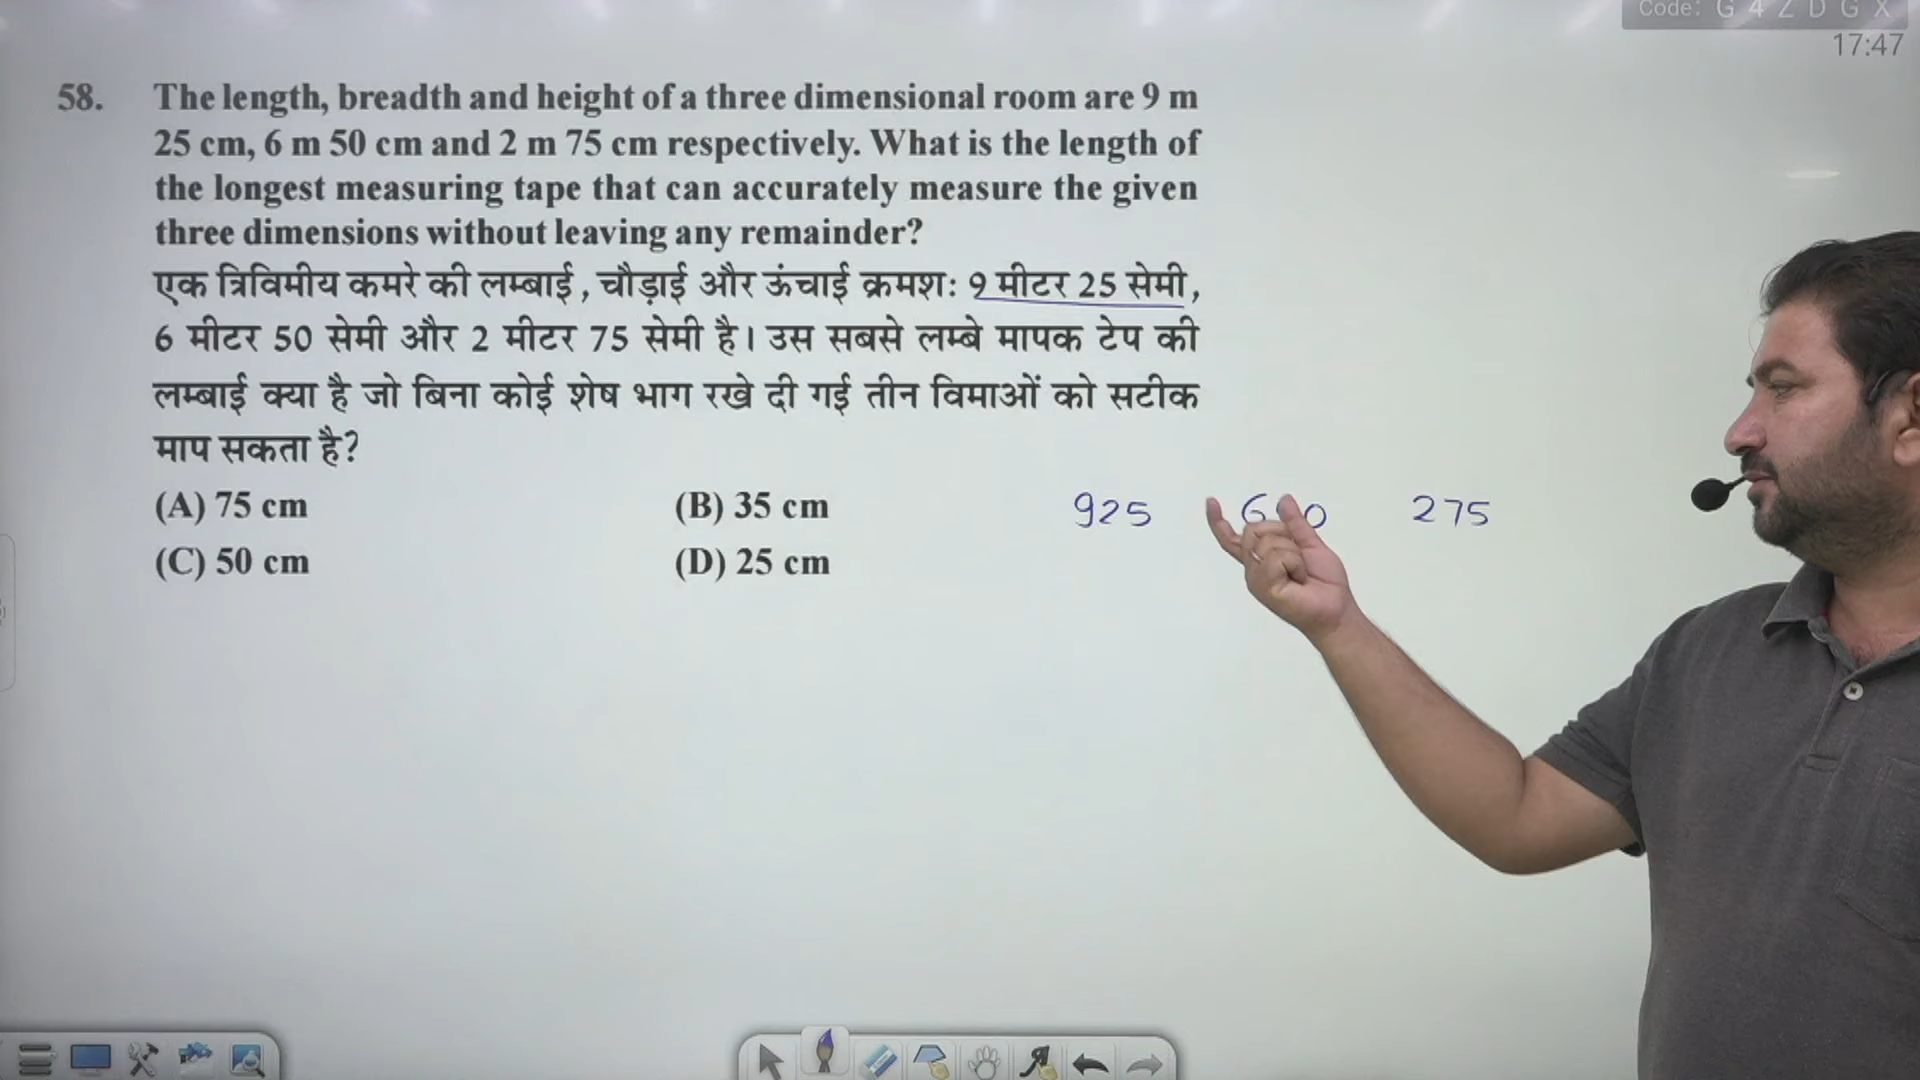 Code: G 4 Z D G X
17:47
58. The length, breadth and height of a three dimensional room are 9 m
25 cm, 6 m 50 cm and 2 m 75 cm respectively. What is the length of
the longest measuring tape that can accurately measure the given
three dimensions without leaving any remainder?
एक त्रिविमीय कमरे की लम्बाई, चौड़ाई और ऊंचाई क्रमशः 9 मीटर 25 सेमी,
6 मीटर 50 सेमी और 2 मीटर 75 सेमी है। उस सबसे लम्बे मापक टेप की
लम्बाई क्या है जो बिना कोई शेष भाग रखे दी गई तीन विमाओं को सटीक
माप सकता है?
(A) 75 cm (B) 35 cm 925 275
(C) 50 cm (D) 25 cm